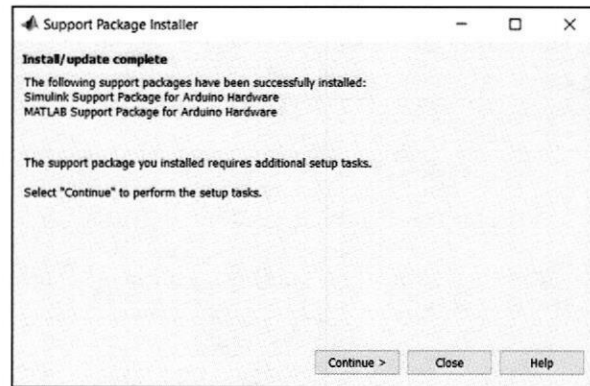 Support Package Installer
Install/update complete
The following support packages have been successfully installed:
Simulink Support Package for Arduino Hardware
MATLAB Support Package for Arduino Hardware
The support package you installed requires additional setup tasks.
Select "Continue" to perform the setup tasks.
Continue > Close Help